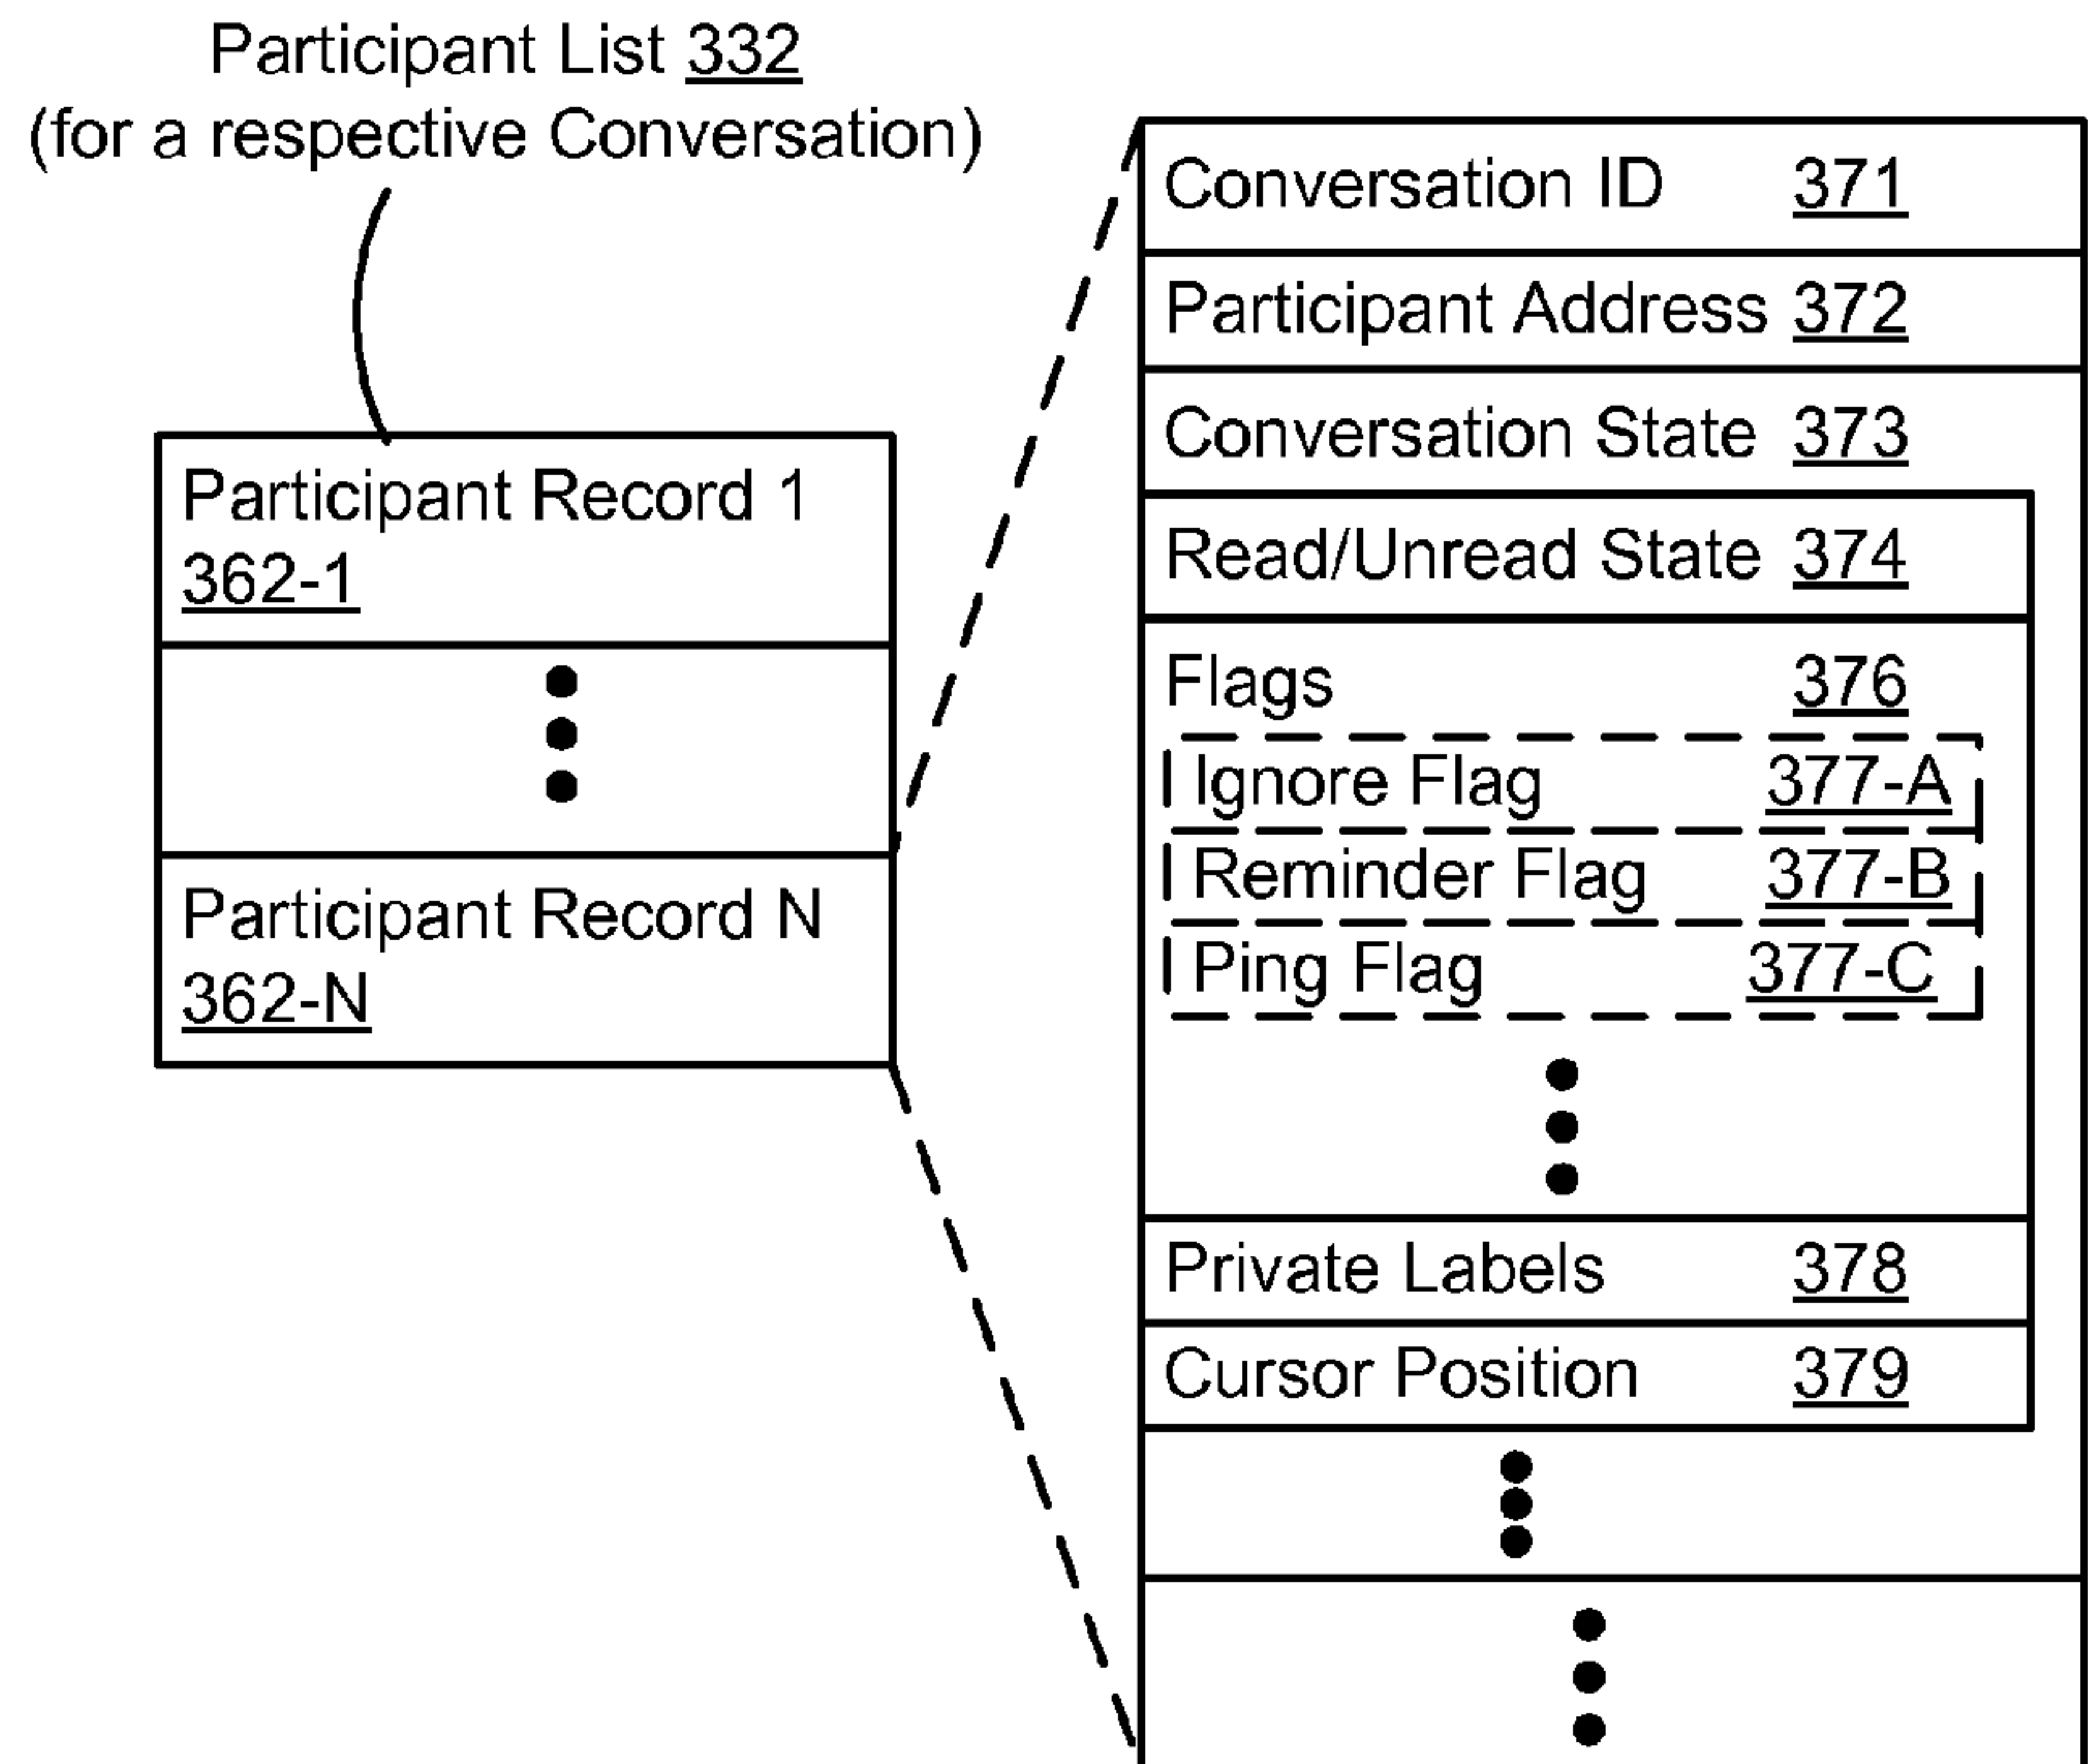 Participant List 332
(for a respective Conversation)
Participant Record 1
362-1
Participant Record N
362-N
Conversation ID 371
Participant Address 372
Conversation State 373
Read/Unread State 374
Flags 376
Ignore Flag 377-A
Reminder Flag 377-B
Ping Flag 377-C
Private Labels 378
Cursor Position 379